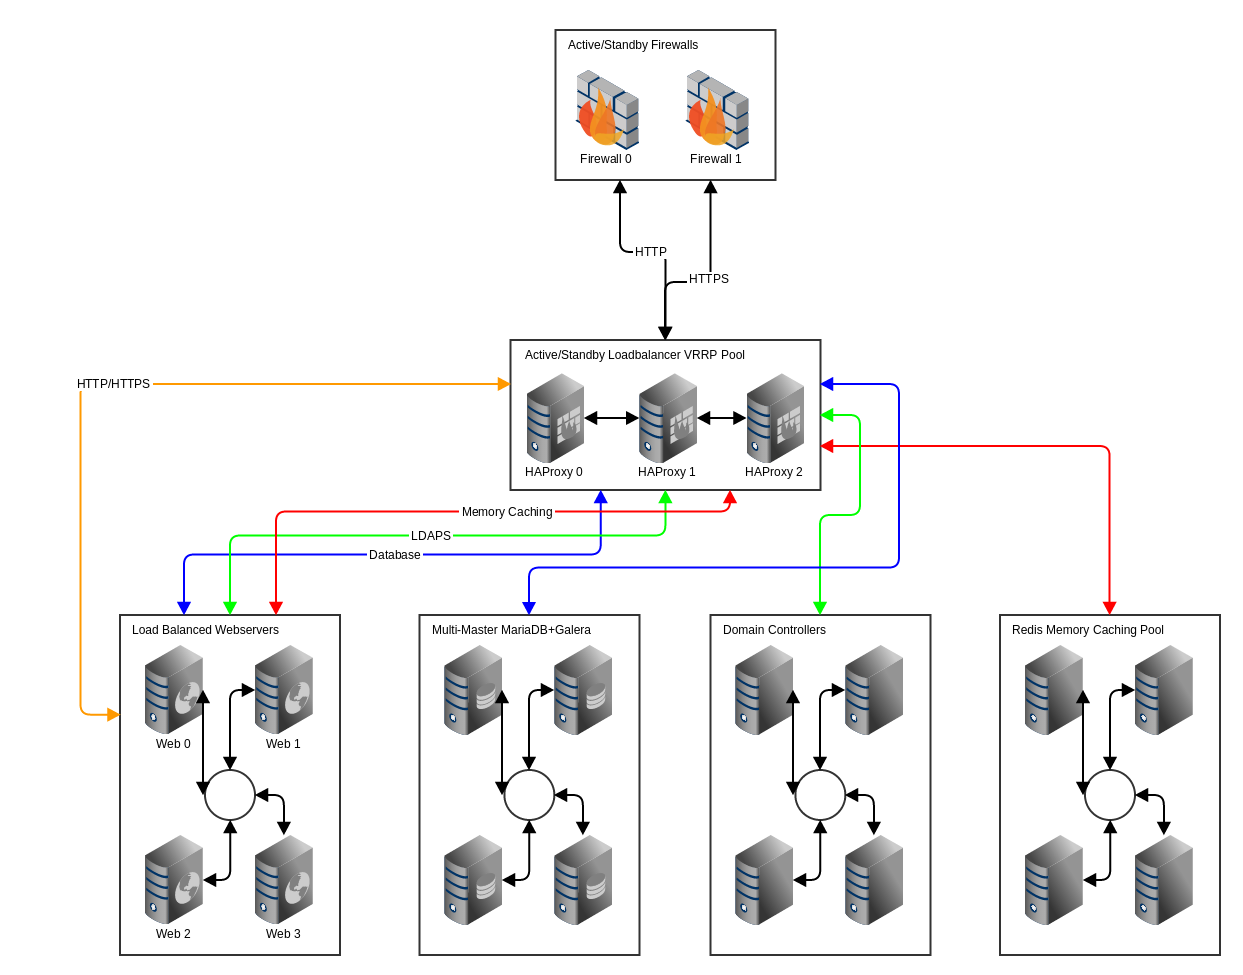 Active/Standby Firewalls
Firewall 0
Firewall 1
HTTP
HTTPS
Active/Standby Loadbalancer VRRP Pool
HTTP/HTTPS
HAProxy 0
HAProxy 1
HAProxy 2
Memory Caching
LDAPS
Database
Load Balanced Webservers
Multi-Master MariaDB+Galera
Domain Controllers
Redis Memory Caching Pool
Web 0
Web 1
Web 2
Web 3